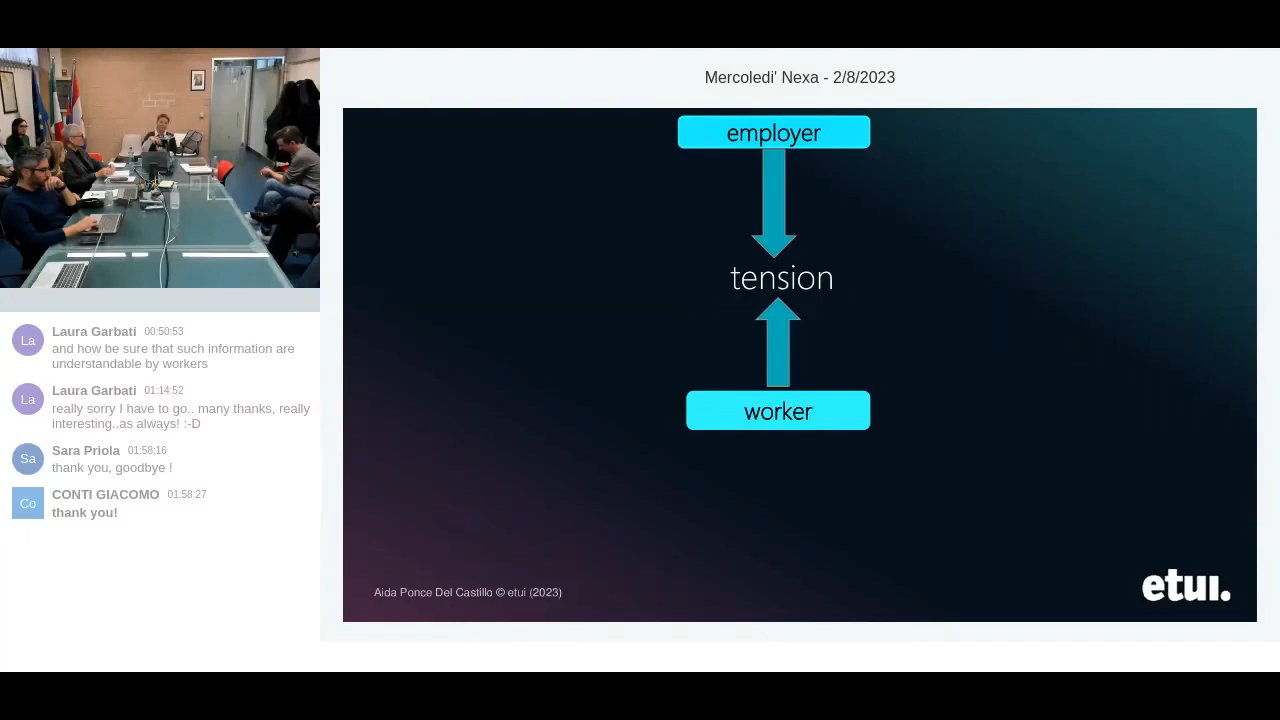 Mercoledi' Nexa - 2/8/2023
employer
tension
worker
Aida Ponce Del Castillo © etui (2023)
etui.
La
Laura Garbati 00:50:53
and how be sure that such information are
understandable by workers
La
Laura Garbati 01:14:52
really sorry I have to go.. many thanks, really
interesting..as always! :-D
Sa
Sara Priola 01:58:16
thank you, goodbye !
Co
CONTI GIACOMO 01:58:27
thank you!